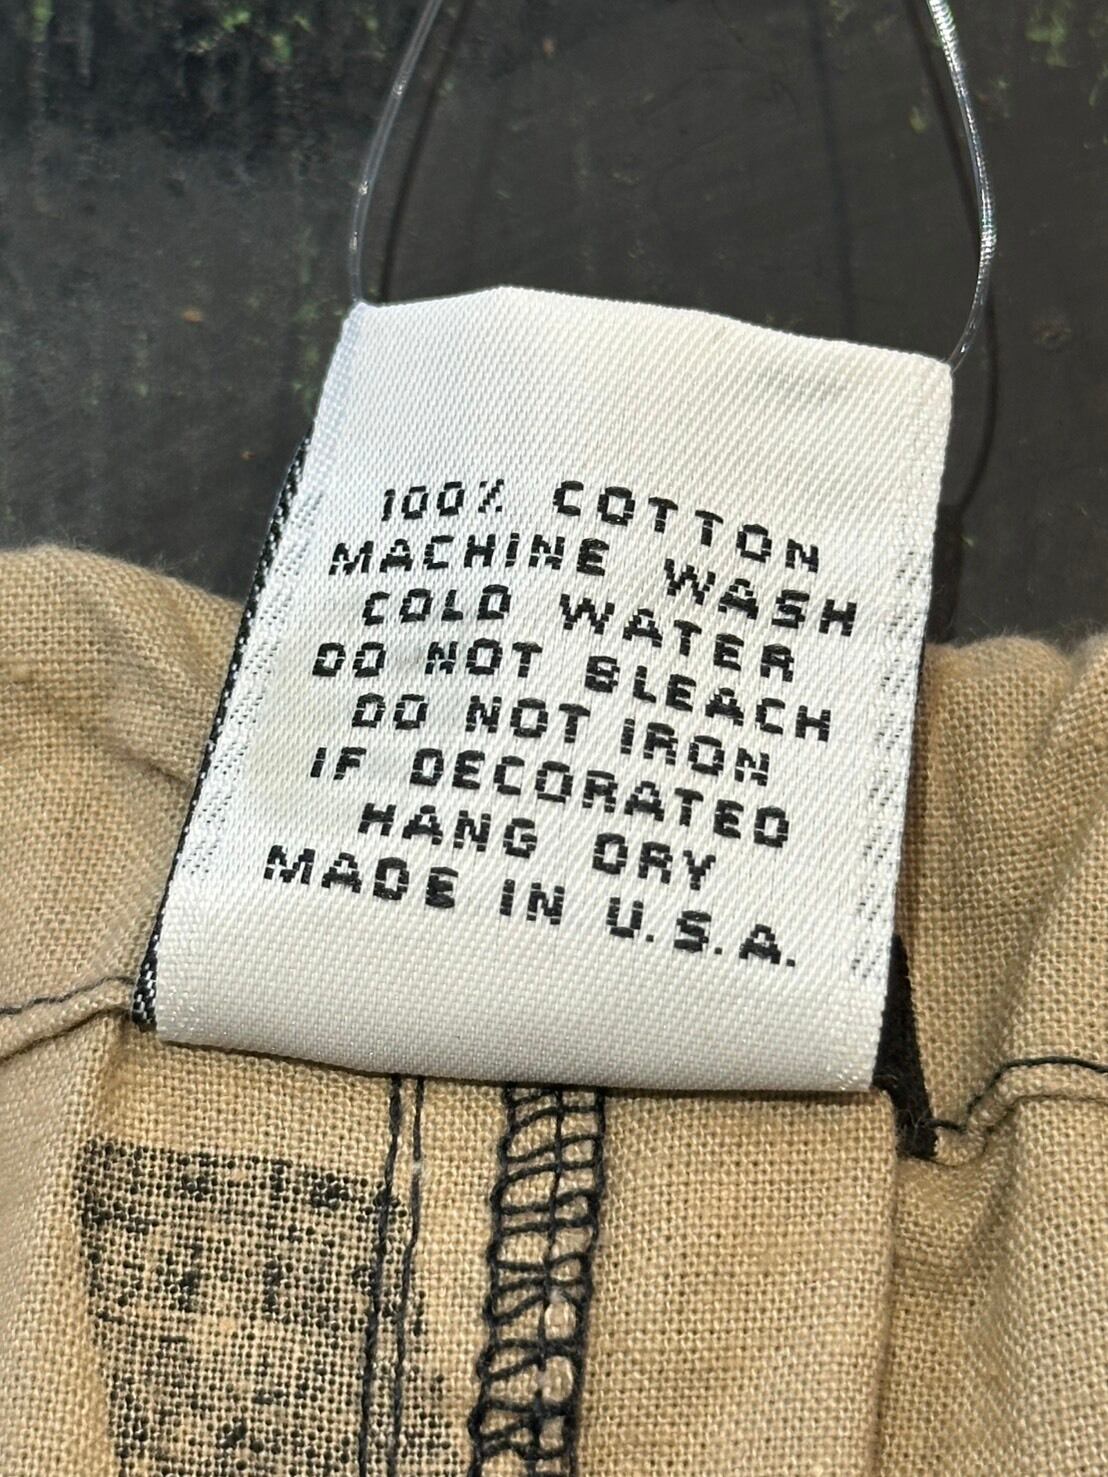 100% COTTON
MACHINE WASH
COLD WATER
DO NOT BLEACH
DO NOT IRON
IF DECORATED
HANG DRY
MADE IN U.S.A.